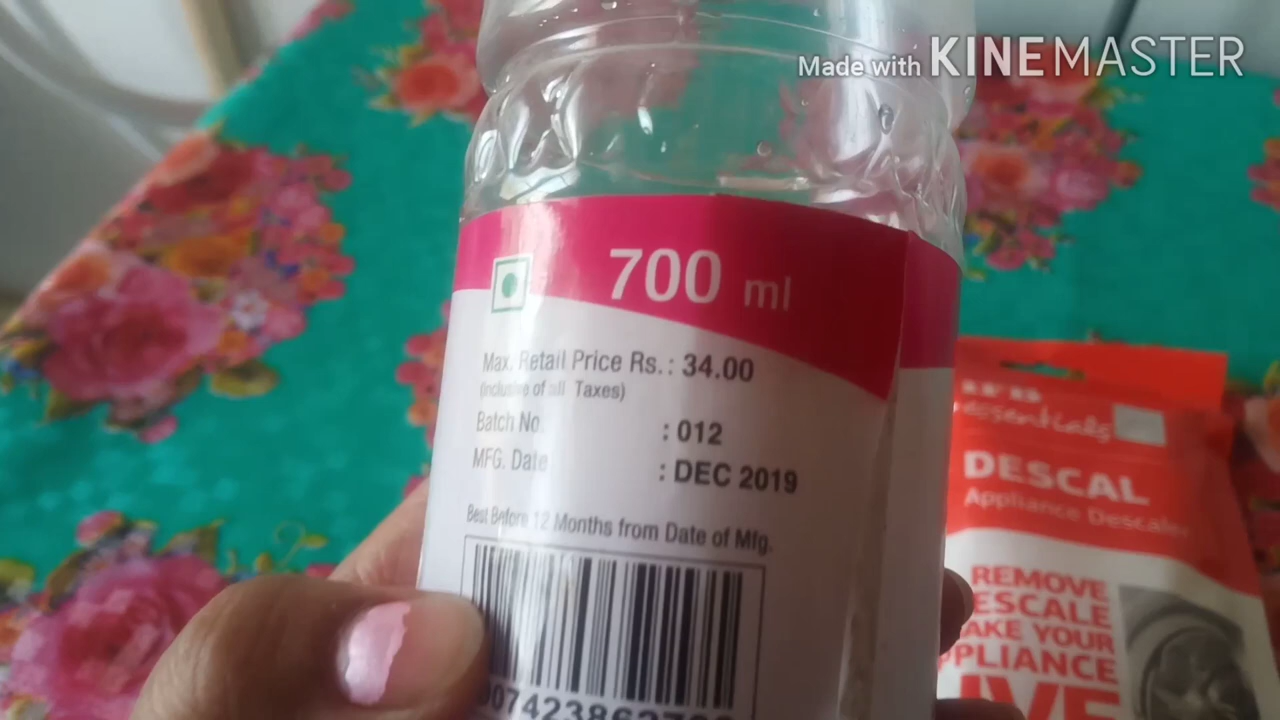 Made with KINEMASTER
700 ml
Max. Retail Price Rs.: 34.00
(inclusive of all Taxes)
Batch No. : 012
MFG. Date : DEC 2019
Best Before 12 Months from Date of Mfg.
IFB
essentials
DESCAL
Appliance Descaler
REMOVE
ESCALE
AKE YOUR
PPLIANCE